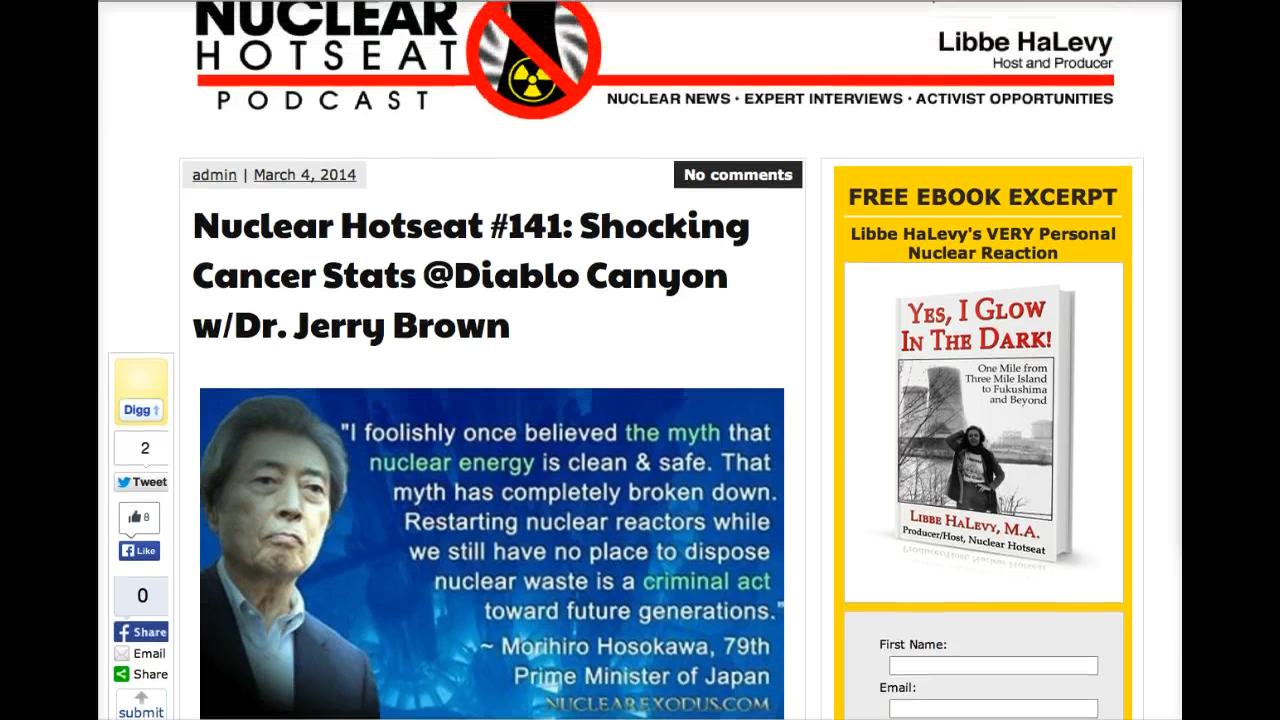 NUCLEAR
HOTSEAT
PODCAST
Libbe HaLevy
Host and Producer
NUCLEAR NEWS • EXPERT INTERVIEWS • ACTIVIST OPPORTUNITIES
admin | March 4, 2014
No comments
Nuclear Hotseat #141: Shocking
Cancer Stats @Diablo Canyon
w/Dr. Jerry Brown
"I foolishly once believed the myth that
nuclear energy is clean & safe. That
myth has completely broken down.
Restarting nuclear reactors while
we still have no place to dispose
nuclear waste is a criminal act
toward future generations."
~ Morihiro Hosokawa, 79th
Prime Minister of Japan
NUCLEAREXODUS.COM
Digg
2
Tweet
8
Like
0
Share
Email
Share
submit
FREE EBOOK EXCERPT
Libbe HaLevy's VERY Personal
Nuclear Reaction
YES, I GLOW
IN THE DARK!
One Mile from
Three Mile Island
to Fukushima
and Beyond
LIBBE HALEVY, M.A.
Producer/Host, Nuclear Hotseat
First Name:
Email: